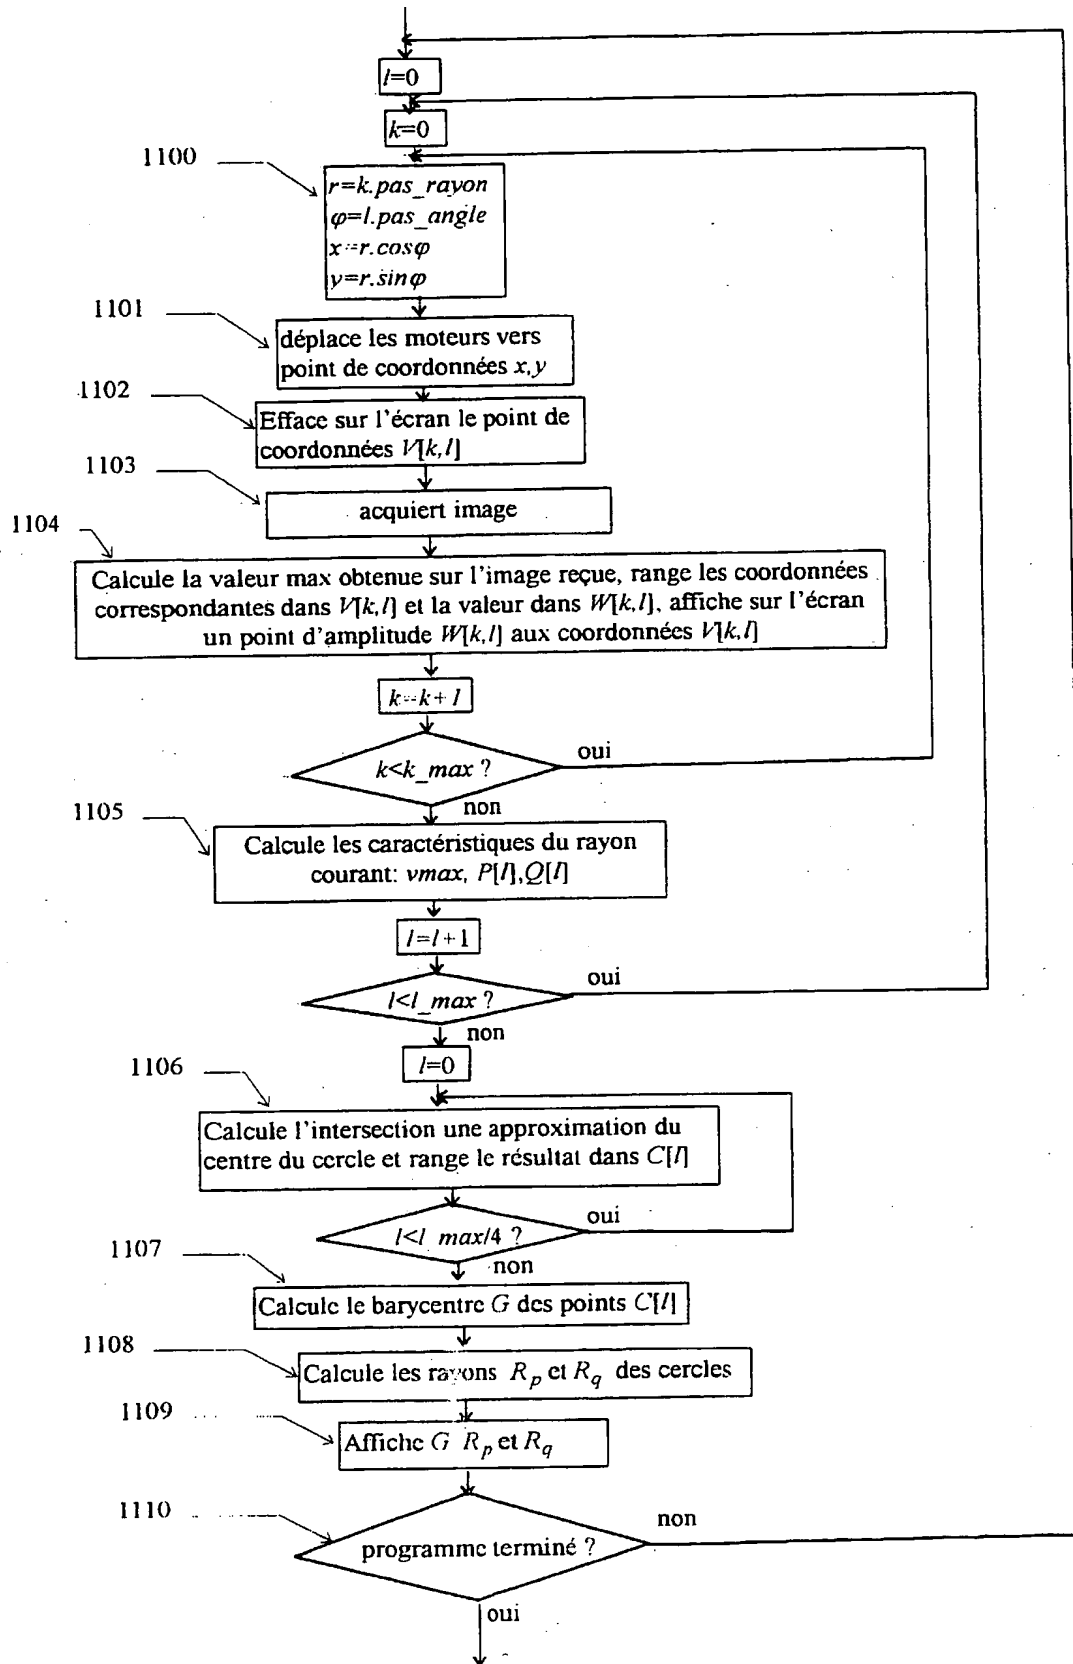 l=0
k=0
1100
r=k.pas_rayon
φ=l.pas_angle
x=r.cosφ
y=r.sinφ
1101
déplace les moteurs vers
point de coordonnées x,y
1102
Efface sur l'écran le point de
coordonnées V[k,l]
1103
acquiert image
1104
Calcule la valeur max obtenue sur l'image reçue, range les coordonnées
correspondantes dans V[k,l] et la valeur dans W[k,l], affiche sur l'écran
un point d'amplitude W[k,l] aux coordonnées V[k,l]
k=k+1
k<k_max ?
oui
non
1105
Calcule les caractéristiques du rayon
courant: vmax, P[l],Q[l]
l=l+1
l<l_max ?
oui
non
l=0
1106
Calcule l'intersection une approximation du
centre du cercle et range le résultat dans C[l]
l<l_max/4 ?
oui
non
1107
Calcule le barycentre G des points C[l]
1108
Calcule les rayons R_p et R_q des cercles
1109
Affiche G R_p et R_q
1110
programme terminé ?
non
oui